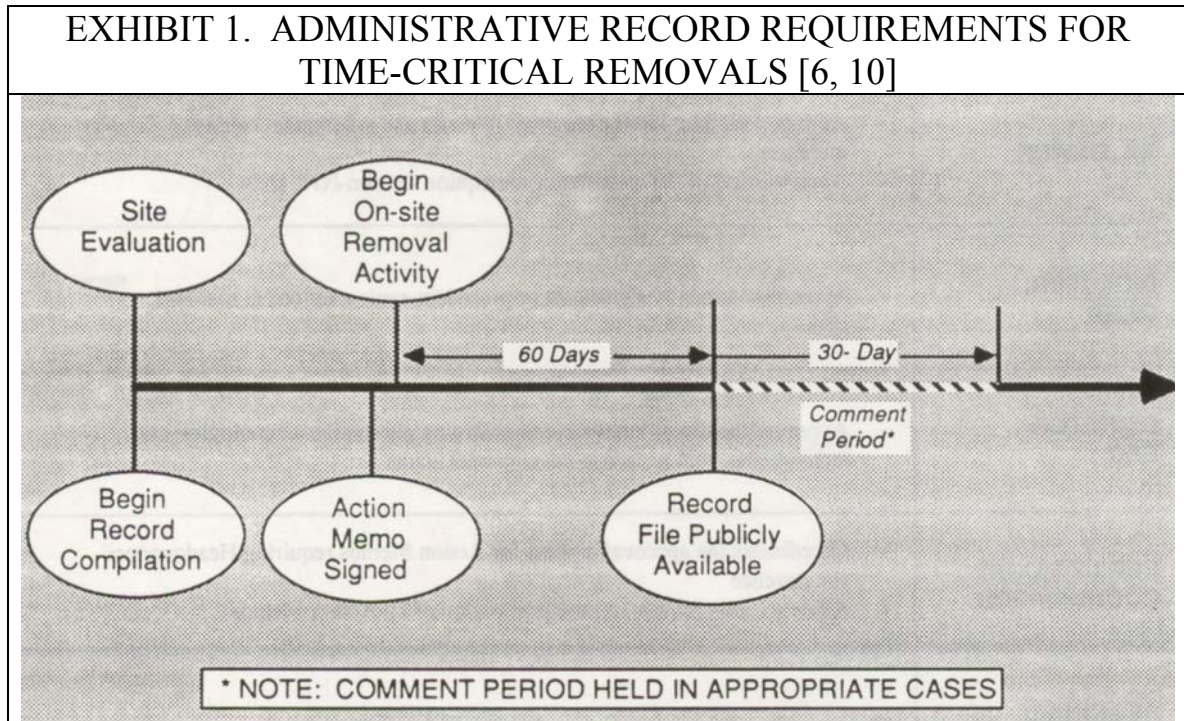 EXHIBIT 1. ADMINISTRATIVE RECORD REQUIREMENTS FOR
TIME-CRITICAL REMOVALS [6, 10]
Site
Evaluation
Begin
On-site
Removal
Activity
60 Days
30- Day
Comment
Period*
Begin
Record
Compilation
Action
Memo
Signed
Record
File Publicly
Available
* NOTE: COMMENT PERIOD HELD IN APPROPRIATE CASES